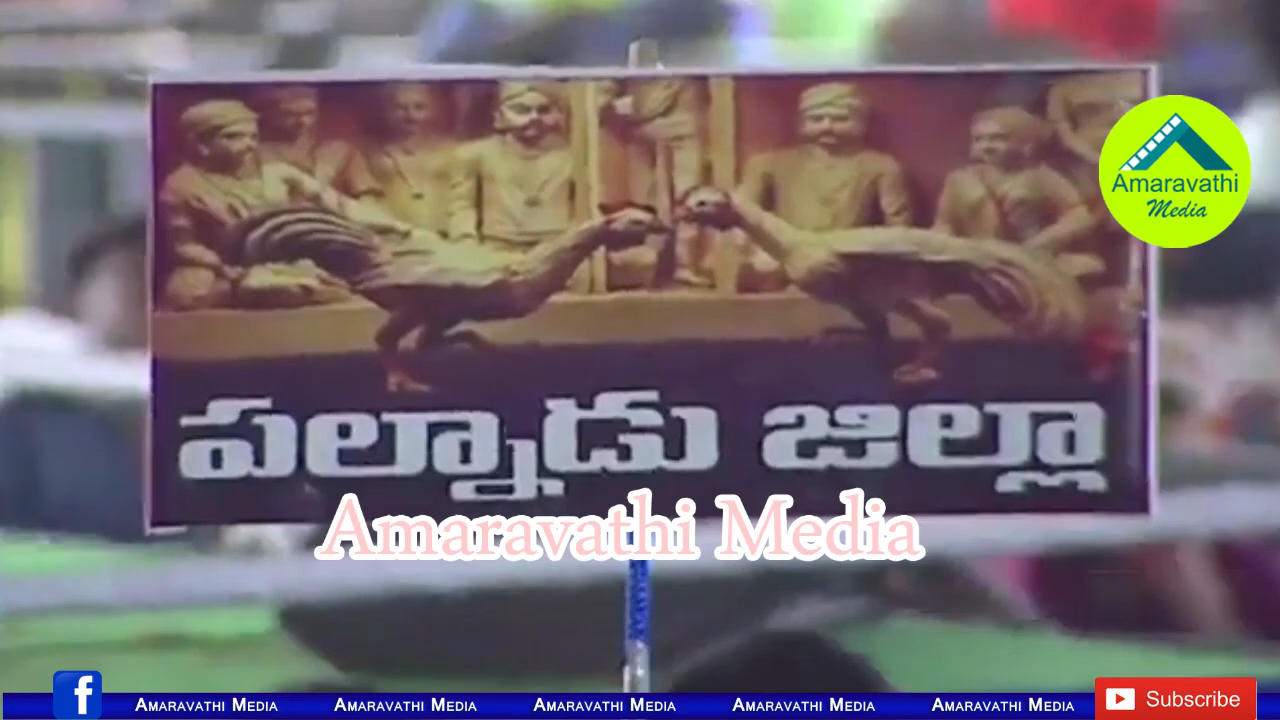 Amaravathi
Media
పల్నాడు జిల్లా
Amaravathi Media
f AMARAVATHI MEDIA AMARAVATHI MEDIA AMARAVATHI MEDIA AMARAVATHI MEDIA AMARAVATHI MEDIA Subscribe